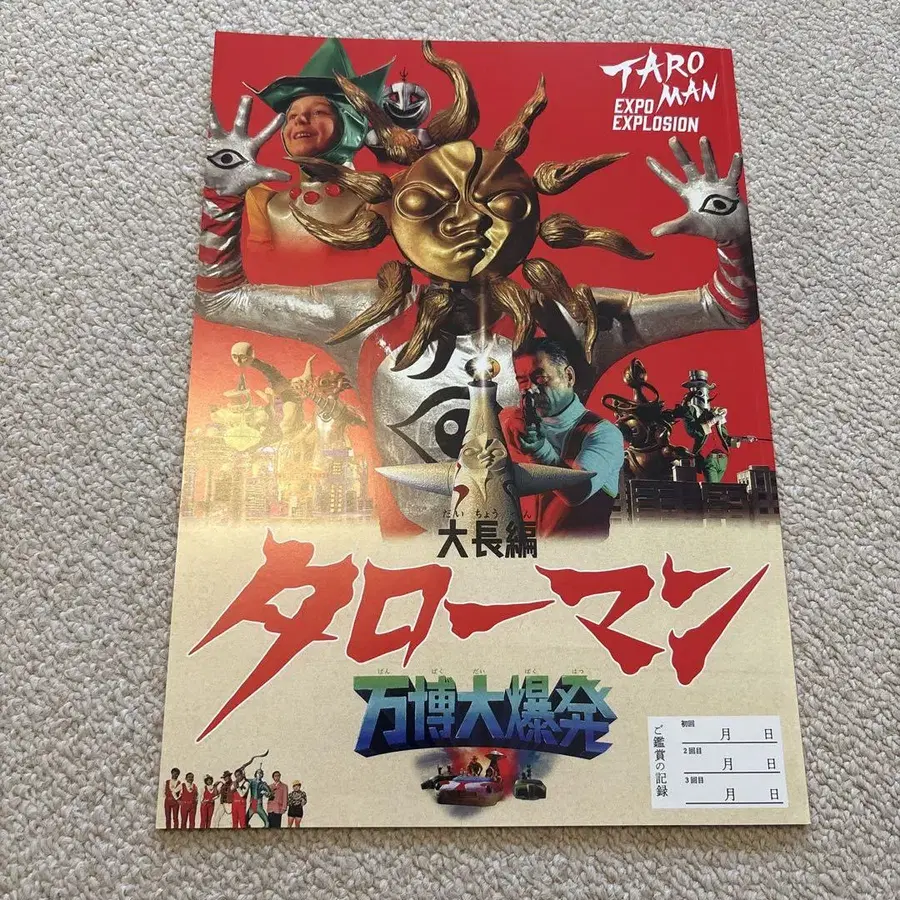 TARO
MAN
EXPO
EXPLOSION
だいちょうへん
大長編
タローマン
ばんぱくだいばくはつ
万博大爆発
ご鑑賞の記録
初回
月 日
2回目
月 日
3回目
月 日